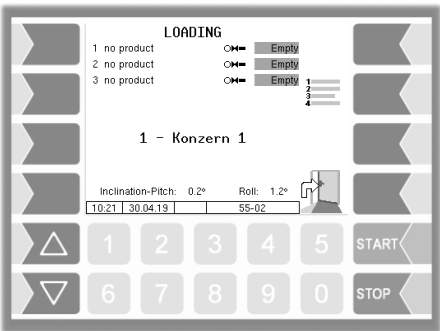 LOADING
1 no product Empty
2 no product Empty
3 no product Empty
1
2
3
4
1 - Konzern 1
Inclination-Pitch: 0.2° Roll: 1.2°
10:21 30.04.19 55-02
1 2 3 4 5 START
6 7 8 9 0 STOP